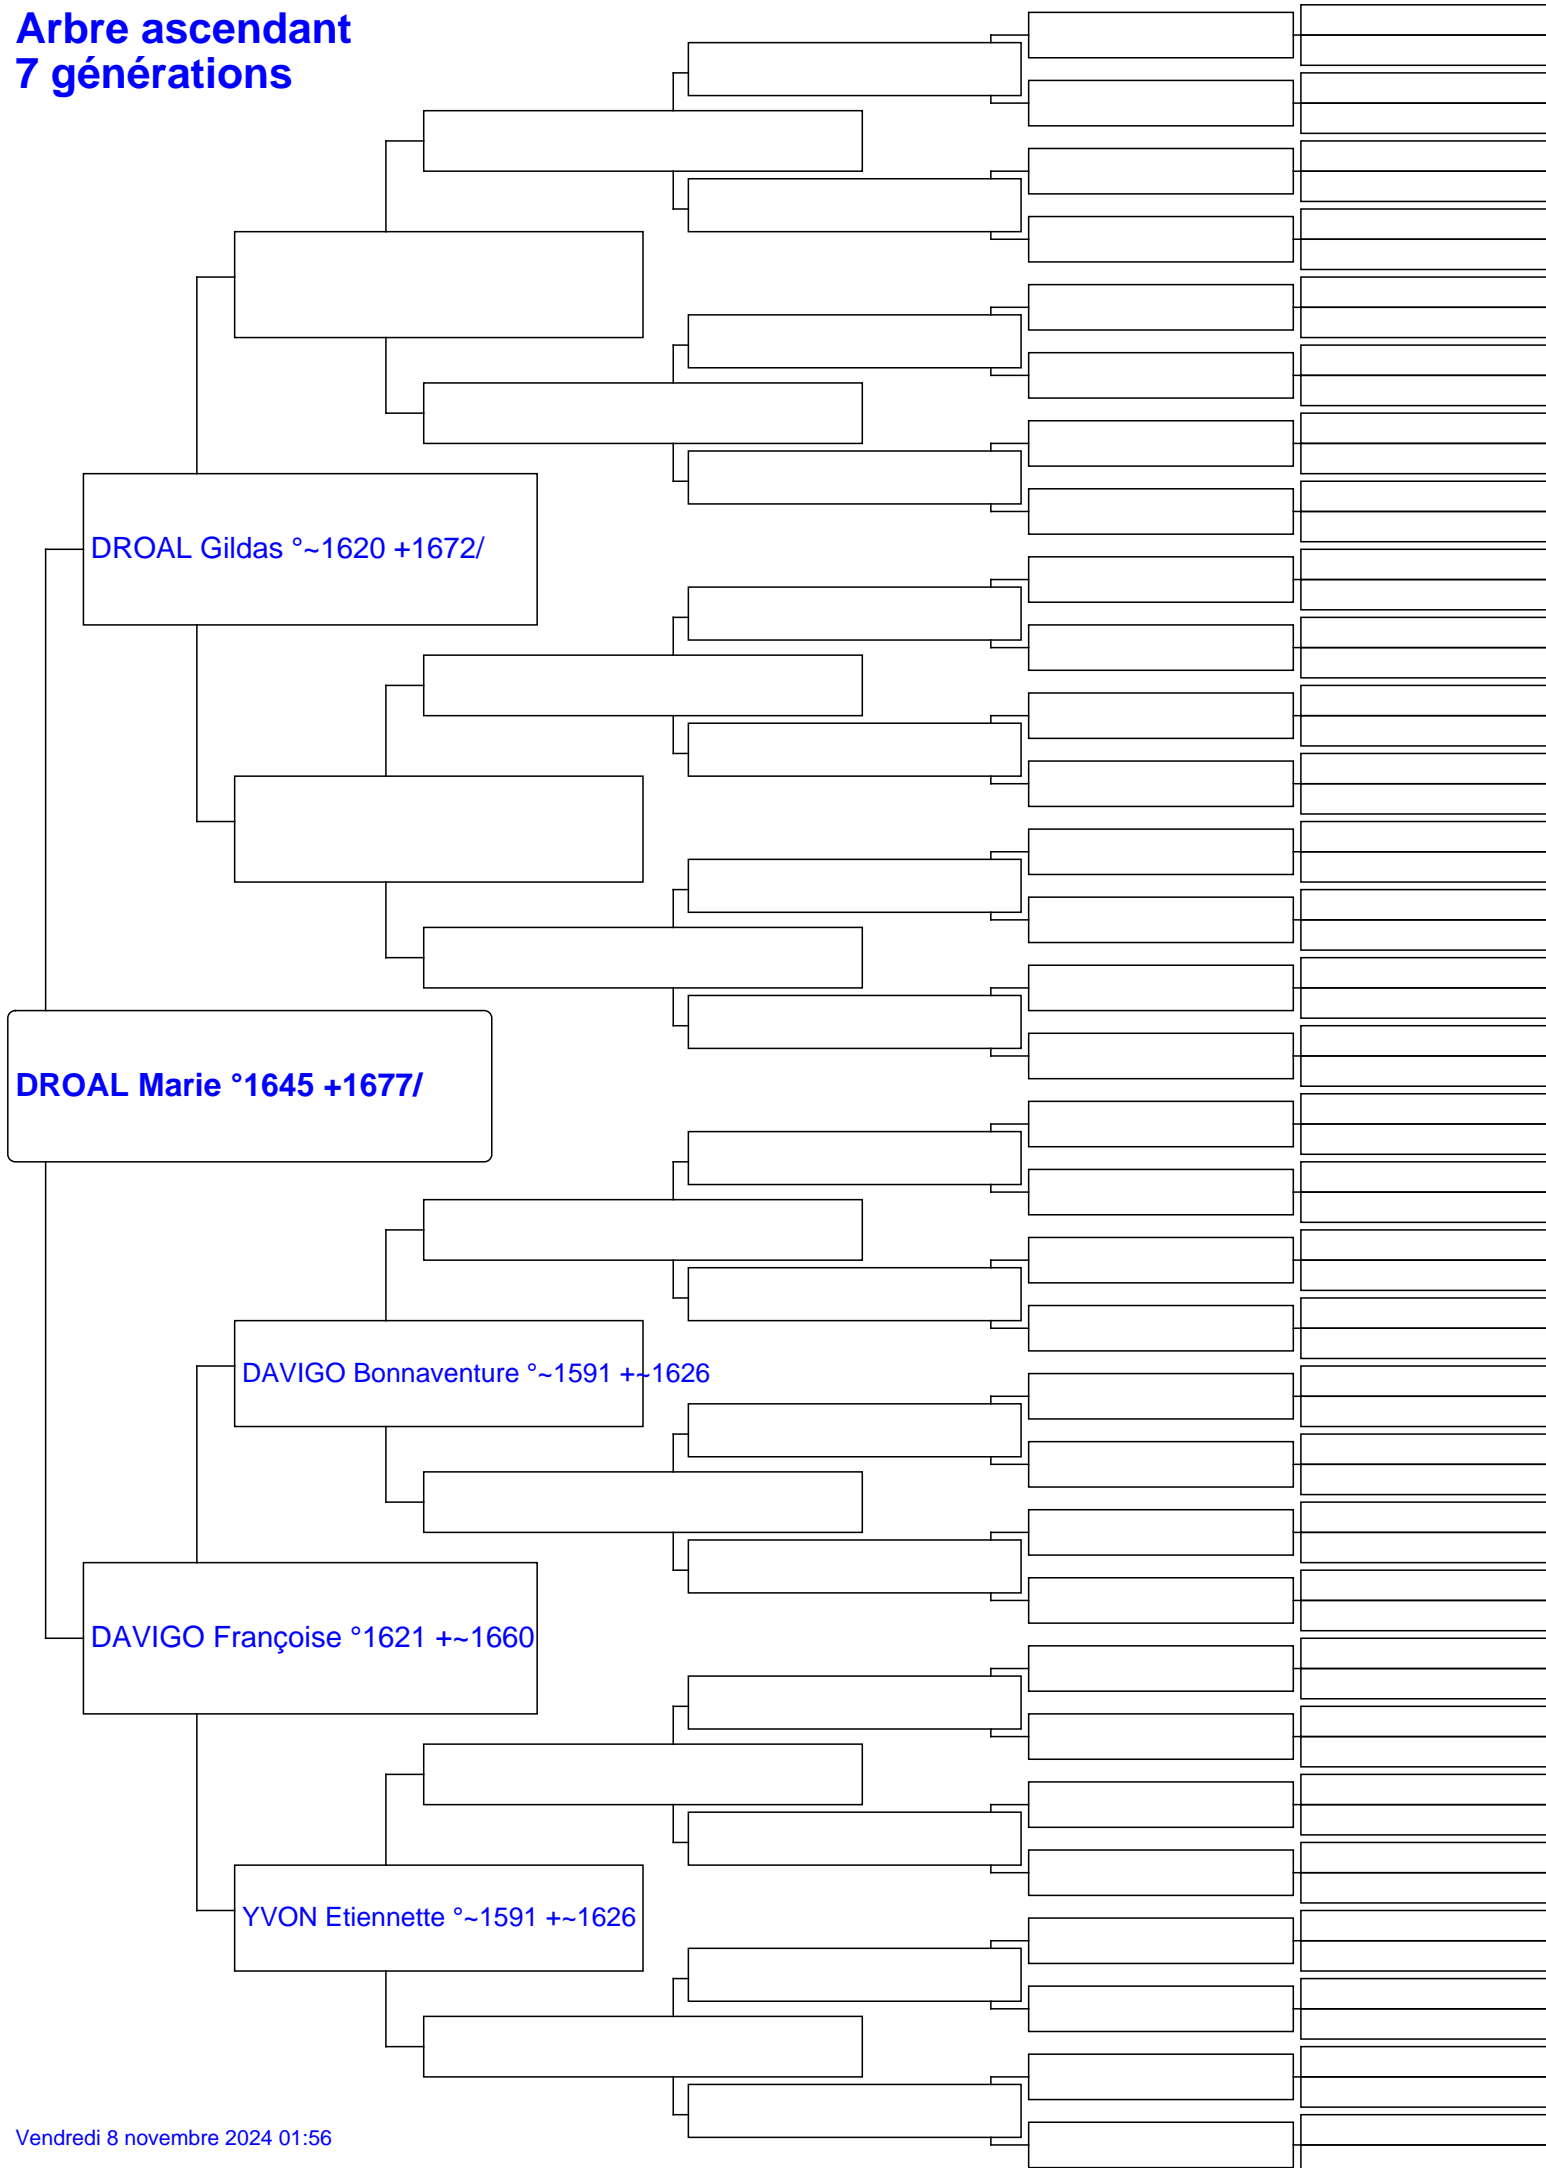 Arbre ascendant
7 générations
DROAL Gildas °~1620 +1672/
DROAL Marie °1645 +1677/
DAVIGO Bonnaventure °~1591 +~1626
DAVIGO Françoise °1621 +~1660
YVON Etiennette °~1591 +~1626
Vendredi 8 novembre 2024 01:56